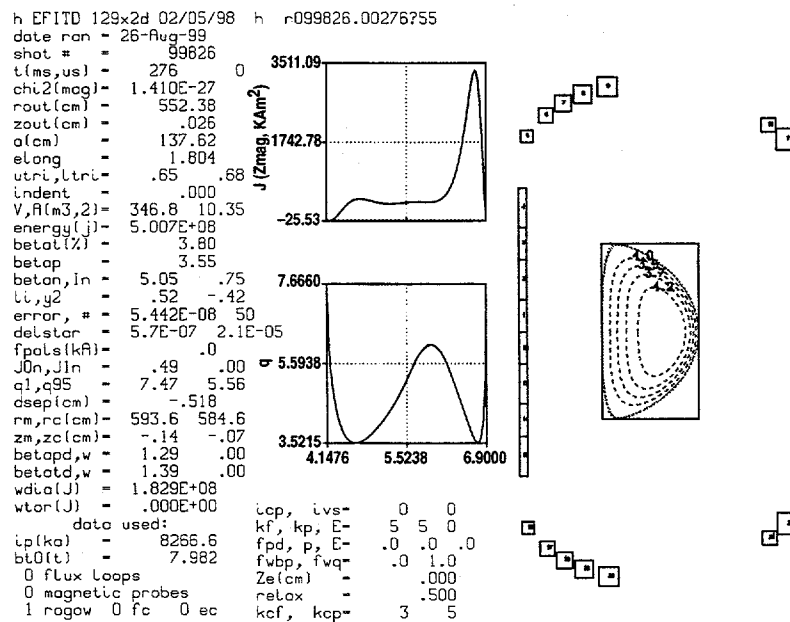 h EFITD 129x2d 02/05/98 h r099826.00276?55
date ran = 26-Aug-99
shot # = 99826
t(ms,us) - 276 0
chi2(mag)- 1.410E-27
rout(cm) - 552.38
zout(cm) - .026
a(cm) - 137.62
elong - 1.804
utri,ltri- .65 .68
indent - .000
V,A(m3,2)= 346.8 10.35
energy(j)- 5.007E+08
betat(%) - 3.80
betap - 3.55
betan,In - 5.05 .75
li,y2 - .52 -.42
error, # - 5.442E-08 50
delstar - 5.7E-07 2.1E-05
fpols(kA)- .0
J0n,J1n - .49 .00
q1,q95 - 7.47 5.56
dsep(cm) - -.518
rm,rc(cm)- 593.6 584.6
zm,zc(cm)- -.14 -.07
betapd,w - 1.29 .00
betatd,w - 1.39 .00
wdia(J) = 1.829E+08
wtor(J) - .000E+00
data used:
ip(ka) - 8266.6
bt0(t) - 7.982
0 flux loops
0 magnetic probes
1 rogow 0 fc 0 ec
3511.09
1742.78
-25.53
J (Zmag, KAm2)
7.6660
5.5938
3.5215
q
4.1476 5.5238 6.9000
icp, ivs- 0 0
kf, kp, E- 5 5 0
fpd, p, E- .0 .0 .0
fwbp, fwq- .0 1.0
Ze(cm) - .000
relax - .500
kcf, kcp- 3 5